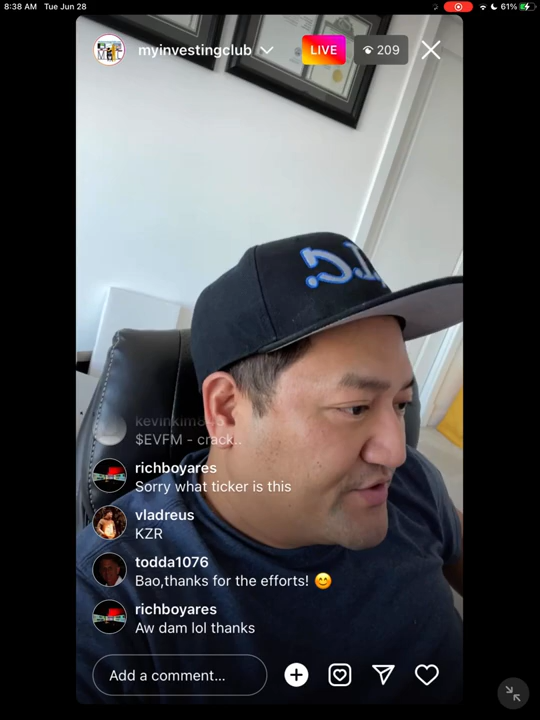 8:38 AM Tue Jun 28
61%
myinvestingclub
LIVE
209
$EVFM - crack..
richboyares
Sorry what ticker is this
vladreus
KZR
todda1076
Bao,thanks for the efforts! 😊
richboyares
Aw dam lol thanks
Add a comment...